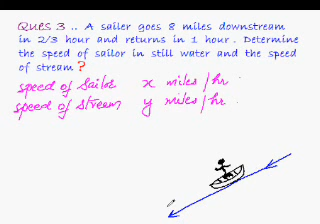 QUES 3 .. A sailer goes 8 miles downstream
in 2/3 hour and returns in 1 hour . Determine
the speed of sailor in still water and the speed
of stream ?
speed of Sailor x miles / hr .
speed of stream y miles / hr .